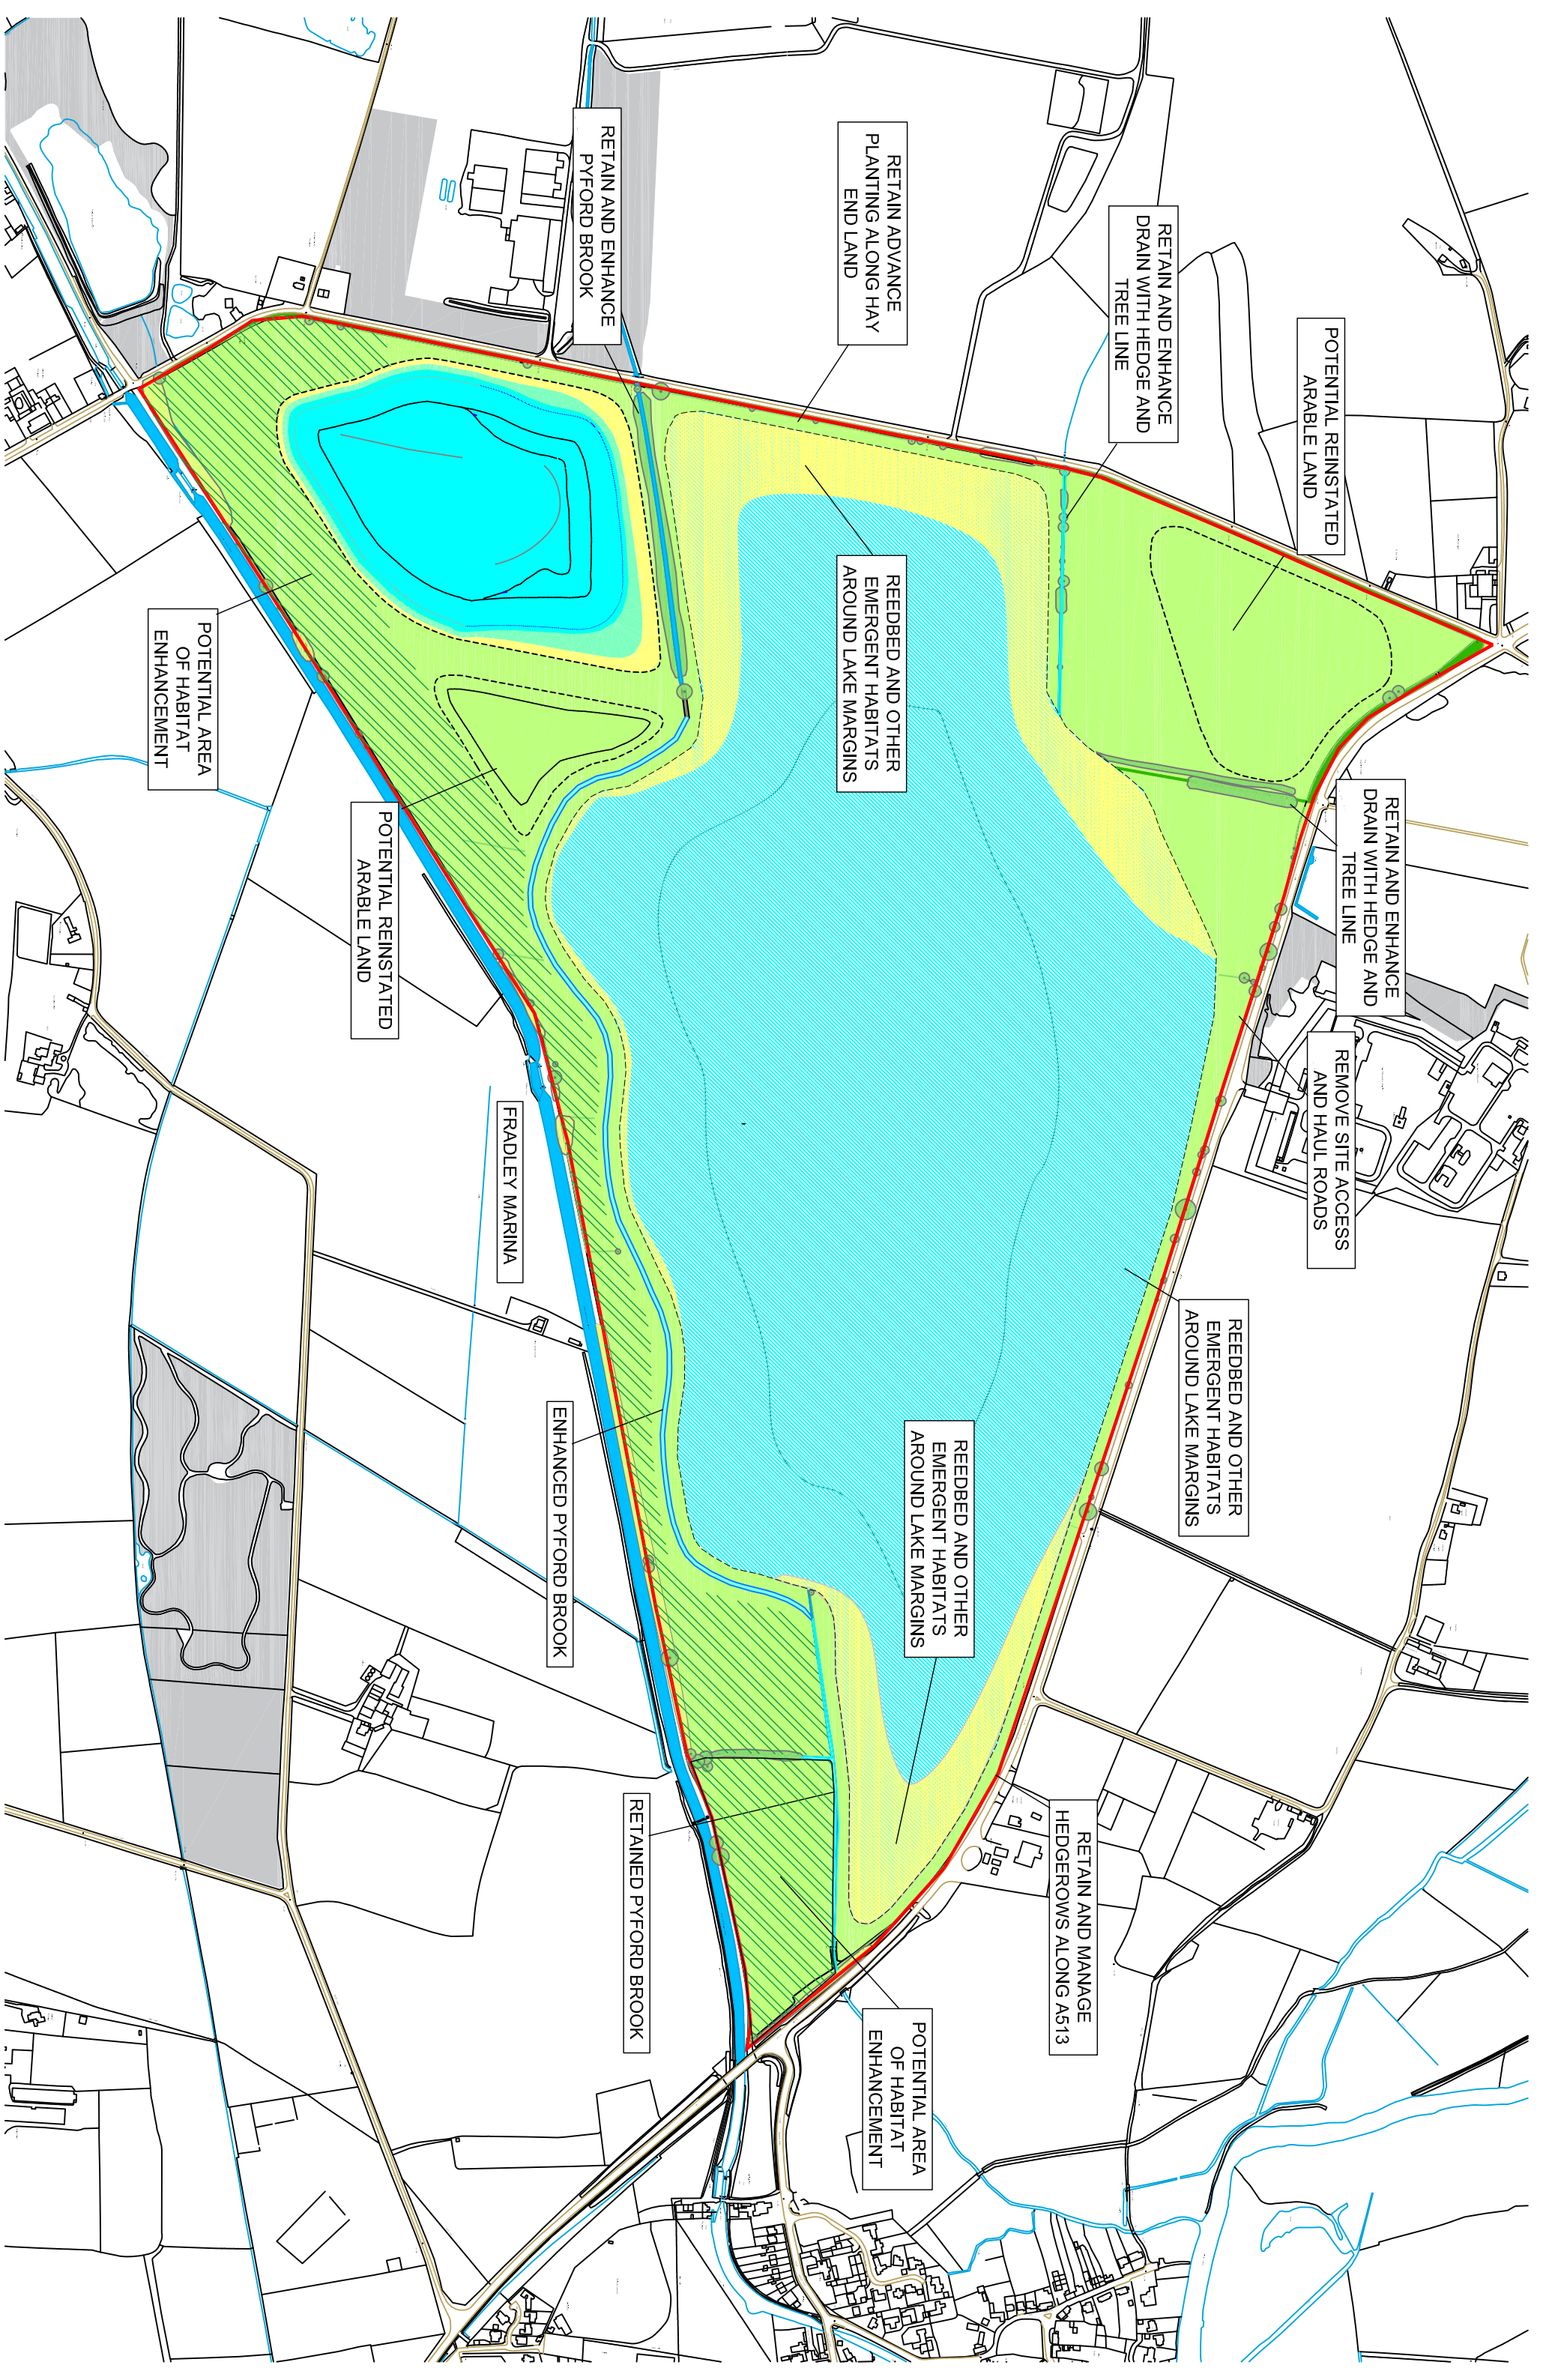 POTENTIAL REINSTATED
ARABLE LAND
RETAIN AND ENHANCE
DRAIN WITH HEDGE AND
TREE LINE
RETAIN ADVANCE
PLANTING ALONG HAY
END LAND
RETAIN AND ENHANCE
PYFORD BROOK
RETAIN AND ENHANCE
DRAIN WITH HEDGE AND
TREE LINE
REEDBED AND OTHER
EMERGENT HABITATS
AROUND LAKE MARGINS
POTENTIAL AREA
OF HABITAT
ENHANCEMENT
POTENTIAL REINSTATED
ARABLE LAND
REMOVE SITE ACCESS
AND HAUL ROADS
FRADLEY MARINA
REEDBED AND OTHER
EMERGENT HABITATS
AROUND LAKE MARGINS
REEDBED AND OTHER
EMERGENT HABITATS
AROUND LAKE MARGINS
ENHANCED PYFORD BROOK
RETAIN AND MANAGE
HEDGEROWS ALONG A513
RETAINED PYFORD BROOK
POTENTIAL AREA
OF HABITAT
ENHANCEMENT